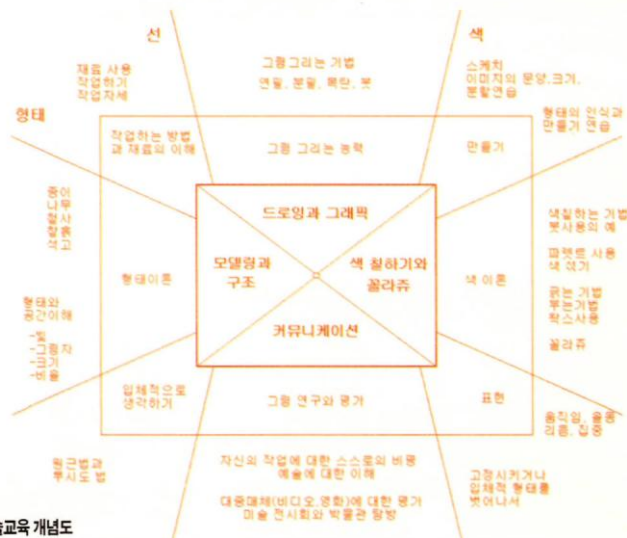 선
색
재료 사용
작업하기
작업자세
그림그리는 기법
연필, 분필, 목탄, 붓
스케치
이미지의 문양,크기,
분할연습
형태
형태의 인식과
만들기 연습
작업하는 방법
과 재료의 이해
그림 그리는 능력
만들기
드로잉과 그래픽
종이
나무
철사
찰흙
석고
모델링과
구조
색 칠하기와
꼴라쥬
커뮤니케이션
형태이론
색 이론
색칠하는 기법
붓사용의 예
파렛트 사용
색 섞기
긁는 기법
부는기법
왁스사용
꼴라쥬
형태와
공간이해
-빛
-그림자
-크기
입체적으로
생각하기
그림 연구와 평가
표현
움직임,
리듬, 집중
원근법과
투시도 법
자신의 작업에 대한 스스로의 비평
예술에 대한 이해
대중매체(비디오,영화)에 대한 평가
미술 전시회와 박물관 탐방
고정시키거나
입체적 형태를
벗어나서
술교육 개념도